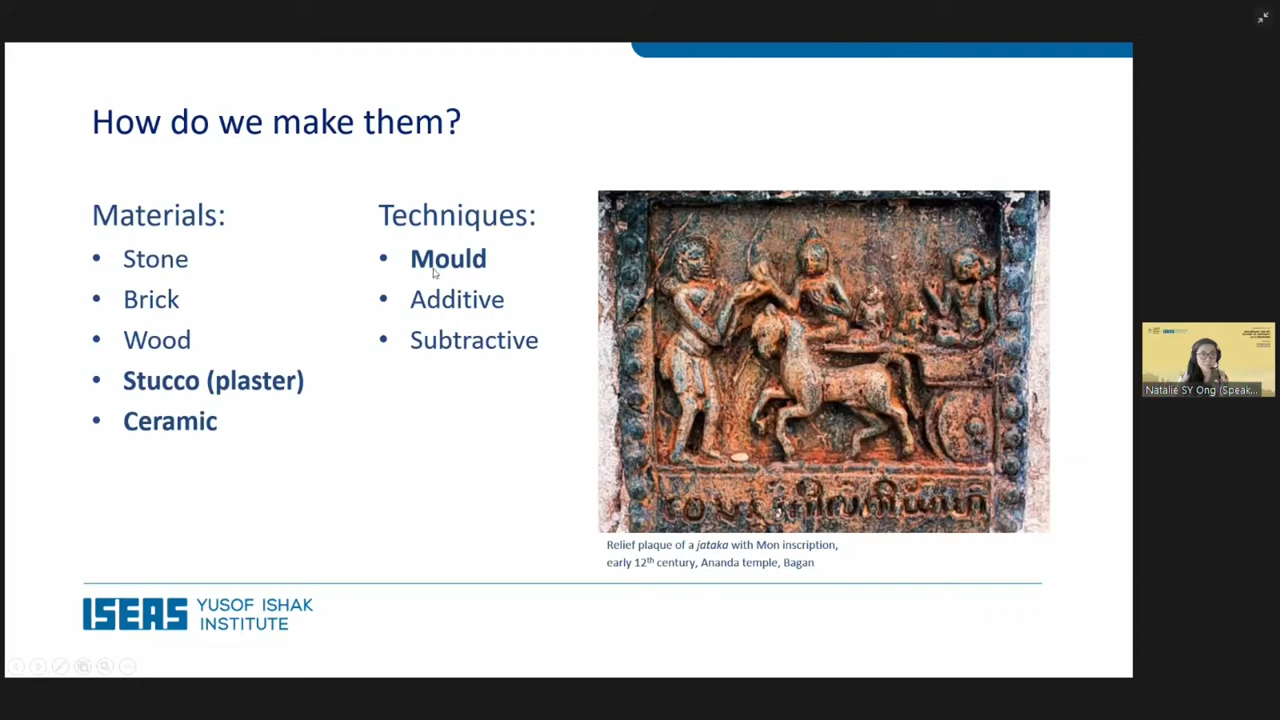 How do we make them?
Materials:
• Stone
• Brick
• Wood
• Stucco (plaster)
• Ceramic
Techniques:
• Mould
• Additive
• Subtractive
Relief plaque of a jataka with Mon inscription,
early 12th century, Ananda temple, Bagan
ISEAS YUSOF ISHAK
INSTITUTE
Natalie SY Ong (Speak...